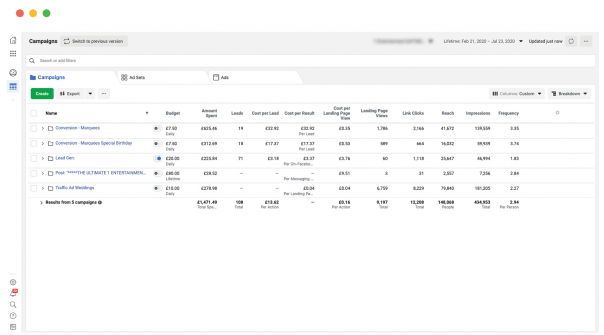 Campaigns Switch to previous version Lifetime: Feb 21, 2020 - Jul 23, 2020 Updated just now
Search or add filters
Campaigns Ad Sets Ads
Create Export Columns: Custom Breakdown
Name Budget Amount Spent Leads Cost per Lead Cost per Result Cost per Landing Page View Landing Page Views Link Clicks Reach Impressions Frequency
Conversion - Marquees £7.50 Daily £625.46 19 £32.92 £32.92 Per Lead £0.35 1,786 2,166 41,672 139,559 3.35
Conversion - Marquees Special Birthday £7.50 Daily £312.69 18 £17.37 £17.37 Per Lead £0.53 589 664 16,032 59,939 3.74
Lead Gen £20.00 Daily £225.84 71 £3.18 £3.37 Per On-Faceboo... £3.76 60 1,118 25,647 46,994 1.83
Post: "****THE ULTIMATE 1 ENTERTAINMEN... £80.00 Lifetime £28.52 -- -- -- Per Messaging ... £9.51 3 31 2,557 7,256 2.84
Traffic Ad Weddings £10.00 Daily £278.98 -- -- £0.04 Per Landing Pa... £0.04 6,759 8,229 79,840 181,205 2.27
Results from 5 campaigns £1,471.49 Total Spe... 108 Total £13.62 Per Action -- £0.16 Per Action 9,197 Total 12,208 Total 148,068 People 434,953 Total 2.94 Per Person